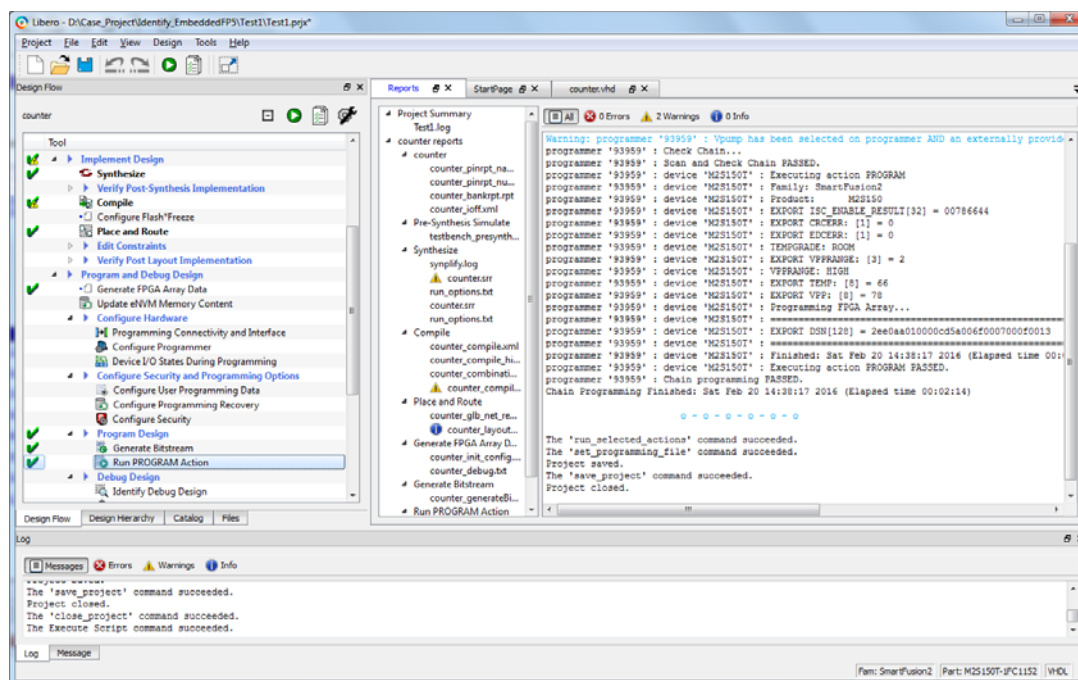 Libero - D:\Case_Project\Identify_EmbeddedFP5\Test1\Test1.prjx*
Project File Edit View Design Tools Help
Design Flow
counter
Tool
Implement Design
Synthesize
Verify Post-Synthesis Implementation
Compile
Configure Flash*Freeze
Place and Route
Edit Constraints
Verify Post Layout Implementation
Program and Debug Design
Generate FPGA Array Data
Update eNVM Memory Content
Configure Hardware
Programming Connectivity and Interface
Configure Programmer
Device I/O States During Programming
Configure Security and Programming Options
Configure User Programming Data
Configure Programming Recovery
Configure Security
Program Design
Generate Bitstream
Run PROGRAM Action
Debug Design
Identify Debug Design
Design Flow Design Hierarchy Catalog Files
Reports StartPage counter.vhd
Project Summary
Test1.log
counter reports
counter
counter_pinrpt_na...
counter_pinrpt_nu...
counter_bankrpt.rpt
counter_ioff.xml
Pre-Synthesis Simulate
testbench_presynth...
Synthesize
synplify.log
counter.srr
run_options.txt
counter.srr
run_options.txt
Compile
counter_compile.xml
counter_compile_hi...
counter_combinati...
counter_compil...
Place and Route
counter_glb_net_re...
counter_layout...
Generate FPGA Array D...
counter_init_config....
counter_debug.txt
Generate Bitstream
counter_generateBi...
Run PROGRAM Action
All 0 Errors 2 Warnings 0 Info
Warning: programmer '93959' : Vpump has been selected on programmer AND an externally provid
programmer '93959' : Check Chain...
programmer '93959' : Scan and Check Chain PASSED.
programmer '93959' : device 'M2S150T' : Executing action PROGRAM
programmer '93959' : device 'M2S150T' : Family: SmartFusion2
programmer '93959' : device 'M2S150T' : Product: M2S150
programmer '93959' : device 'M2S150T' : EXPORT ISC_ENABLE_RESULT[32] = 00786644
programmer '93959' : device 'M2S150T' : EXPORT CRCERR: [1] = 0
programmer '93959' : device 'M2S150T' : EXPORT EDCERR: [1] = 0
programmer '93959' : device 'M2S150T' : TEMPGRADE: ROOM
programmer '93959' : device 'M2S150T' : EXPORT VPPRANGE: [3] = 2
programmer '93959' : device 'M2S150T' : VPPRANGE: HIGH
programmer '93959' : device 'M2S150T' : EXPORT TEMP: [8] = 66
programmer '93959' : device 'M2S150T' : EXPORT VPP: [8] = 78
programmer '93959' : device 'M2S150T' : Programming FPGA Array...
programmer '93959' : device 'M2S150T' : ===================================
programmer '93959' : device 'M2S150T' : EXPORT DSN[128] = 2ee0aa010000cd5a006f0007000f0013
programmer '93959' : device 'M2S150T' : ===================================
programmer '93959' : device 'M2S150T' : Finished: Sat Feb 20 14:38:17 2016 (Elapsed time 00:
programmer '93959' : device 'M2S150T' : Executing action PROGRAM PASSED.
programmer '93959' : Chain programming PASSED.
Chain Programming Finished: Sat Feb 20 14:38:17 2016 (Elapsed time 00:02:14)
o - o - o - o - o - o
The 'run_selected_actions' command succeeded.
The 'set_programming_file' command succeeded.
Project saved.
The 'save_project' command succeeded.
Project closed.
Log
Messages Errors Warnings Info
The 'save_project' command succeeded.
Project closed.
The 'close_project' command succeeded.
The Execute Script command succeeded.
Log Message
Fam: SmartFusion2 Part: M2S150T-1FC1152 VHDL